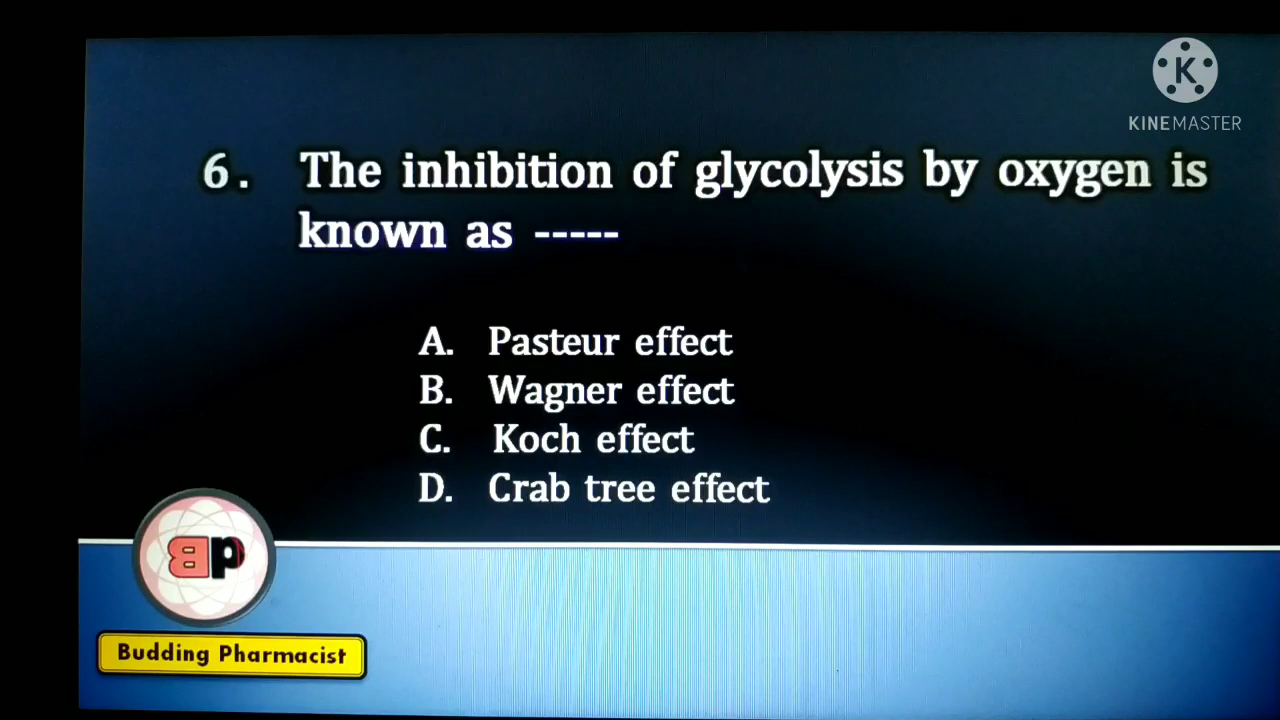 KINEMASTER
6. The inhibition of glycolysis by oxygen is
known as -----
A. Pasteur effect
B. Wagner effect
C. Koch effect
D. Crab tree effect
Budding Pharmacist